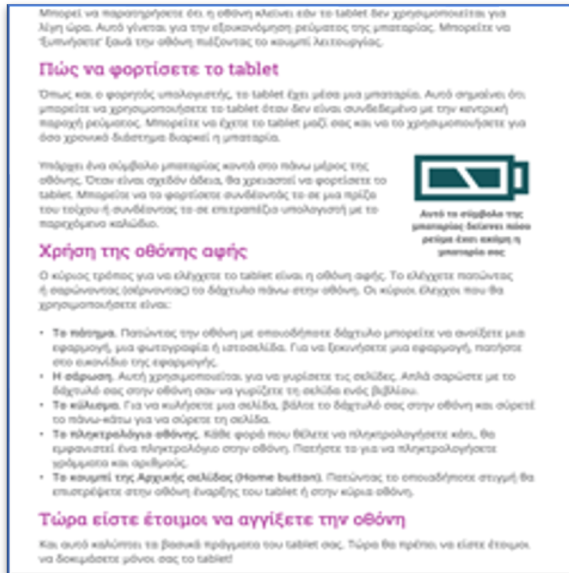 Μπορεί να παρατηρήσετε ότι η οθόνη κλείνει εάν το tablet δεν χρησιμοποιείται για
λίγη ώρα. Αυτό γίνεται για την εξοικονόμηση ρεύματος της μπαταρίας. Μπορείτε να
'ξυπνήσετε' ξανά την οθόνη πιέζοντας το κουμπί λειτουργίας.
Πώς να φορτίσετε το tablet
Όπως και ο φορητός υπολογιστής, το tablet έχει μέσα μια μπαταρία. Αυτό σημαίνει ότι
μπορείτε να χρησιμοποιήσετε το tablet όταν δεν είναι συνδεδεμένο με την κεντρική
παροχή ρεύματος. Μπορείτε να έχετε το tablet μαζί σας και να το χρησιμοποιήσετε για
όσο χρονικό διάστημα διαρκεί η μπαταρία.
Υπάρχει ένα σύμβολο μπαταρίας κοντά στο πάνω μέρος της
οθόνης. Όταν είναι σχεδόν άδεια, θα χρειαστεί να φορτίσετε το
tablet. Μπορείτε να το φορτίσετε συνδέοντάς το σε μια πρίζα
του τοίχου ή συνδέοντας το σε επιτραπέζιο υπολογιστή με το
παρεχόμενο καλώδιο.
Αυτό το σύμβολο της
μπαταρίας δείχνει πόσο
ρεύμα έχει ακόμη η
μπαταρία σας
Χρήση της οθόνης αφής
Ο κύριος τρόπος για να ελέγχετε το tablet είναι η οθόνη αφής. Το ελέγχετε πατώντας
ή σαρώνοντας (σέρνοντας) το δάχτυλο πάνω στην οθόνη. Οι κύριοι έλεγχοι που θα
χρησιμοποιήσετε είναι:
• Το πάτημα. Πατώντας την οθόνη με οποιοδήποτε δάχτυλο μπορείτε να ανοίξετε μια
εφαρμογή, μια φωτογραφία ή ιστοσελίδα. Για να ξεκινήσετε μια εφαρμογή, πατήστε
στο εικονίδιο της εφαρμογής.
• Η σάρωση. Αυτή χρησιμοποιείται για να γυρίσετε τις σελίδες. Απλά σαρώστε με το
δάχτυλό σας στην οθόνη σαν να γυρίζετε τη σελίδα ενός βιβλίου.
• Το κύλισμα. Για να κυλήσετε μια σελίδα, βάλτε το δάχτυλό σας στην οθόνη και σύρετέ
το πάνω-κάτω για να σύρετε τη σελίδα.
• Το πληκτρολόγιο οθόνης. Κάθε φορά που θέλετε να πληκτρολογήσετε κάτι, θα
εμφανιστεί ένα πληκτρολόγιο στην οθόνη. Πατήστε το για να πληκτρολογήσετε
γράμματα και αριθμούς.
• Το κουμπί της Αρχικής σελίδας (Home button). Πατώντας το οποιαδήποτε στιγμή θα
επιστρέψετε στην οθόνη έναρξης του tablet ή στην κύρια οθόνη.
Τώρα είστε έτοιμοι να αγγίξετε την οθόνη
Και αυτό καλύπτει τα βασικά πράγματα του tablet σας. Τώρα θα πρέπει να είστε έτοιμοι
να δοκιμάσετε μόνοι σας το tablet!